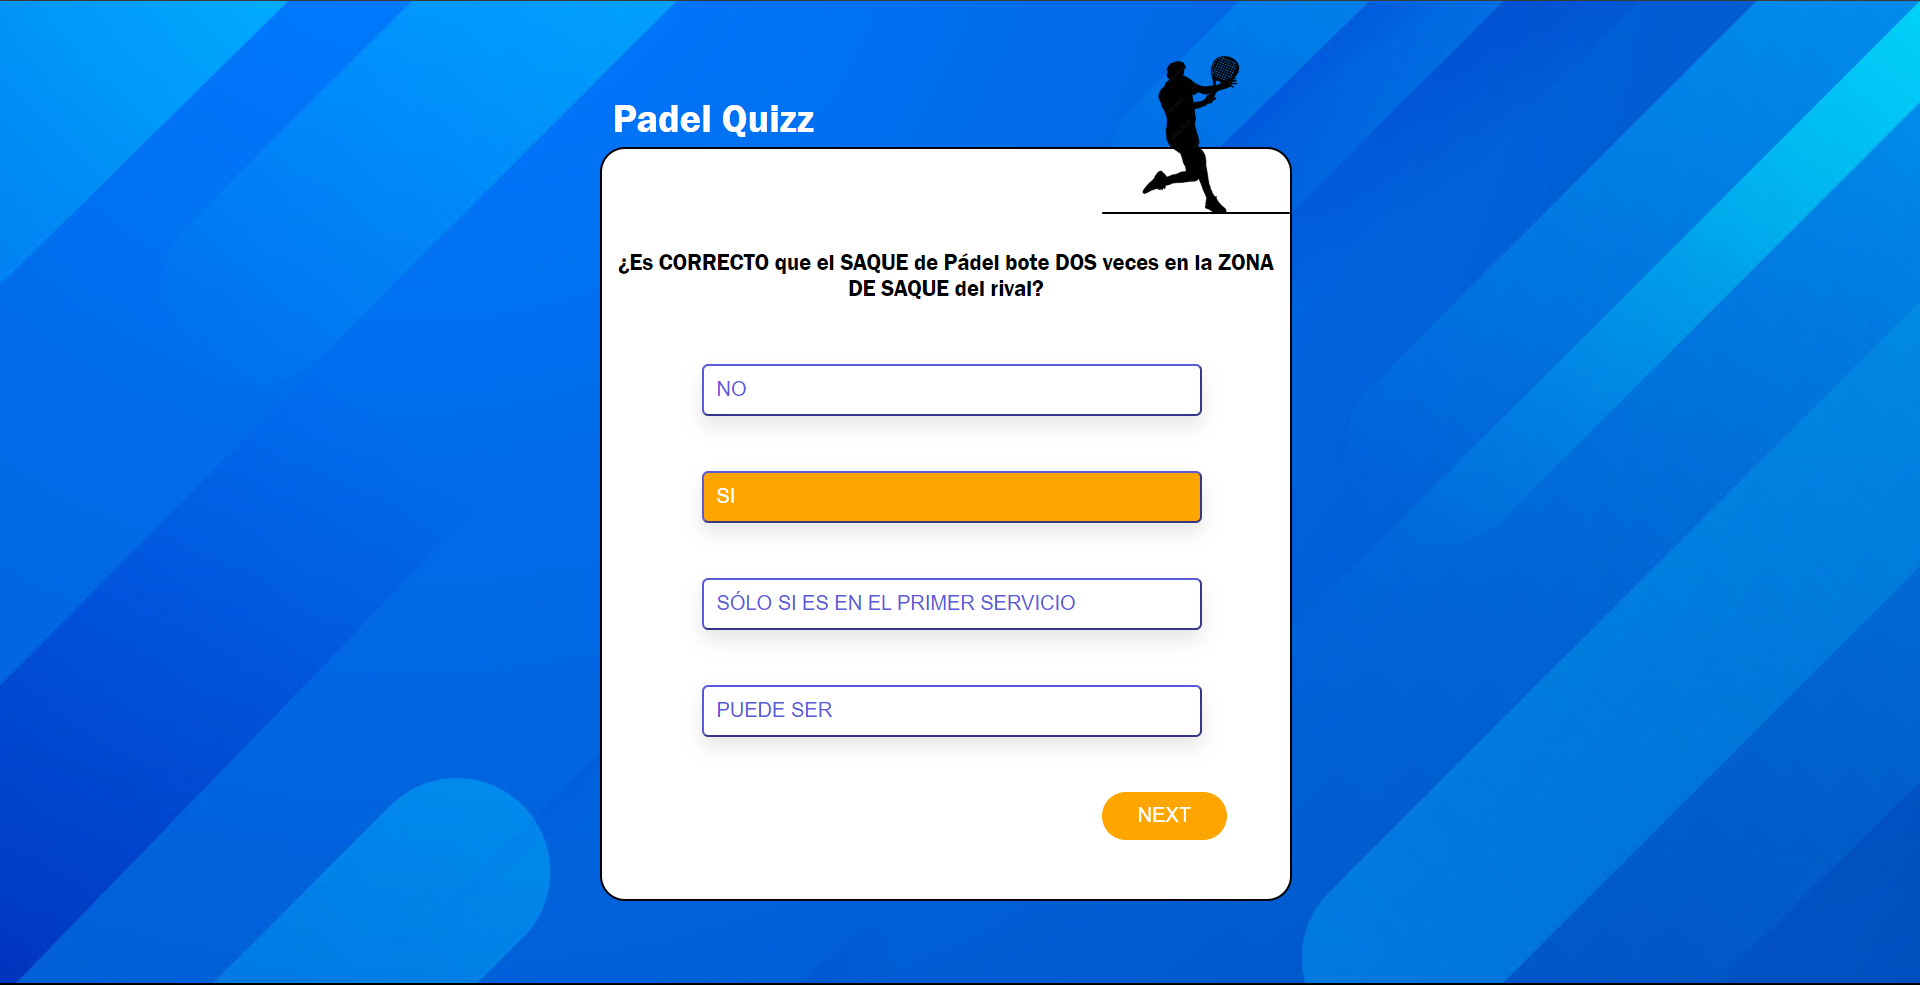 Padel Quizz
¿Es CORRECTO que el SAQUE de Pádel bote DOS veces en la ZONA
DE SAQUE del rival?
NO
SI
SÓLO SI ES EN EL PRIMER SERVICIO
PUEDE SER
NEXT